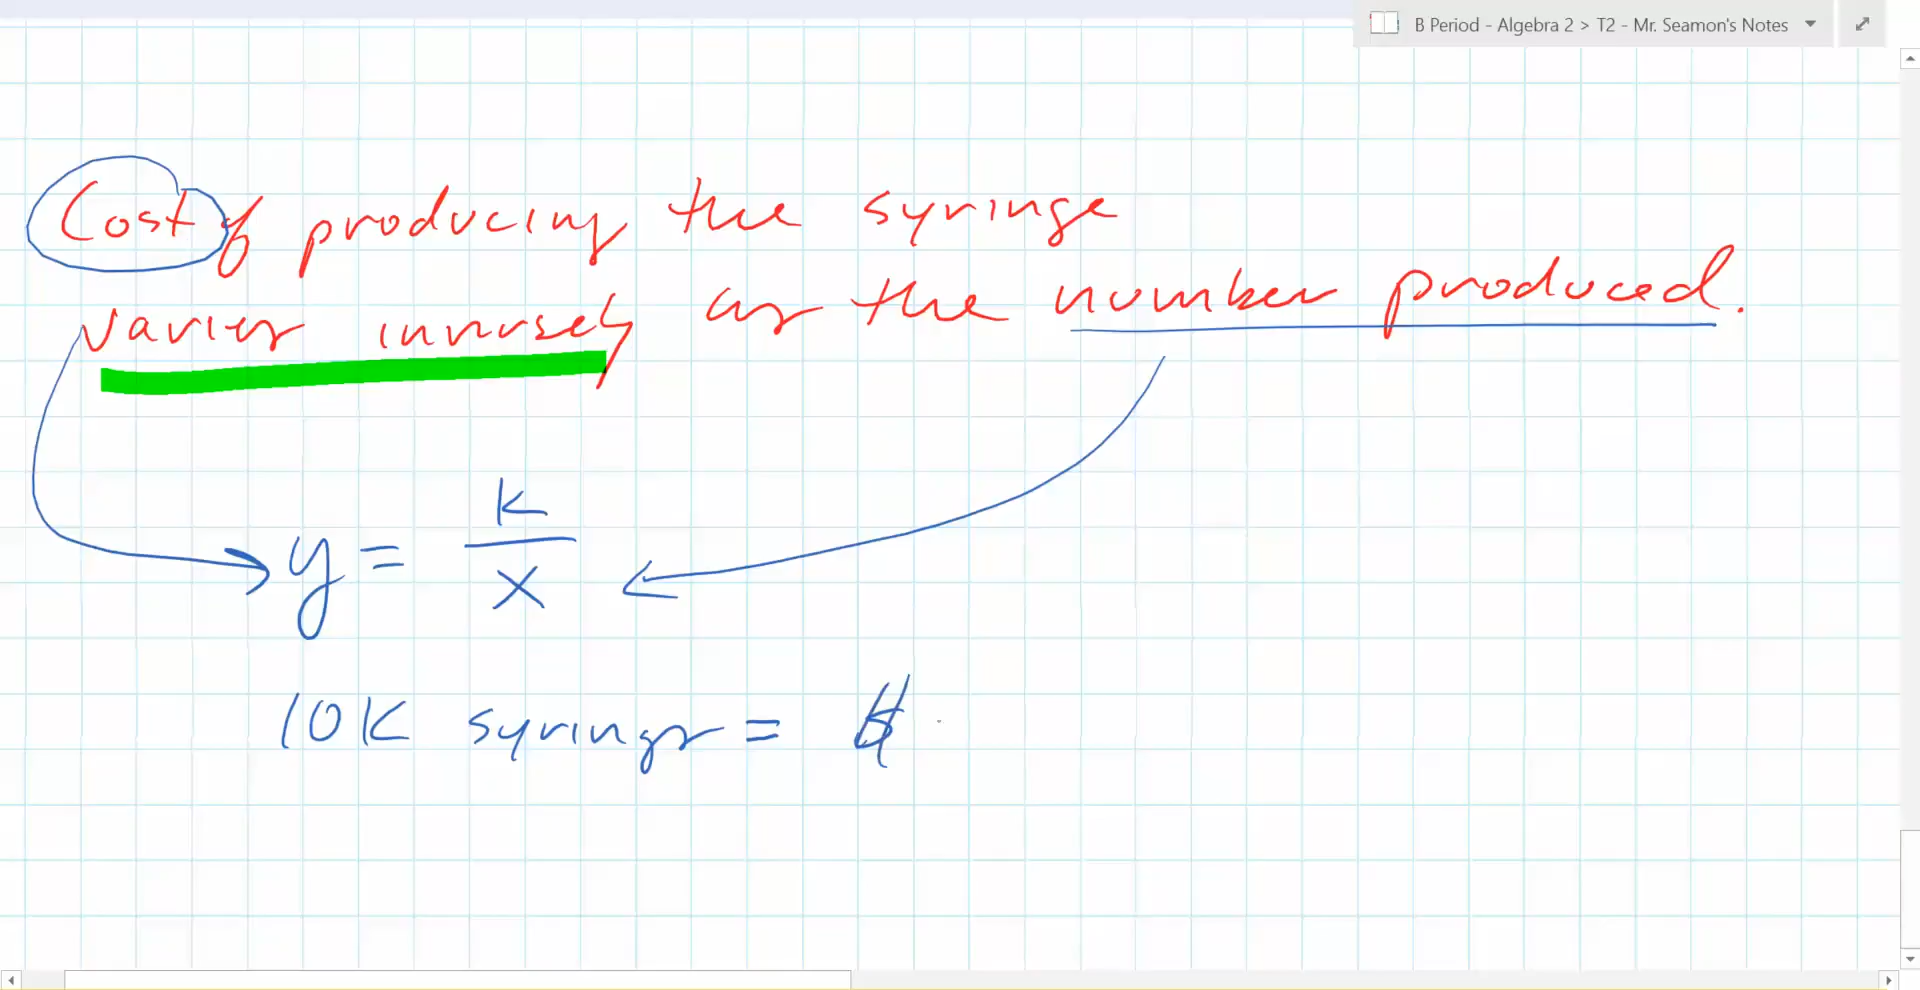 B Period - Algebra 2 > T2 - Mr. Seamon's Notes
Cost of producing the syringe
varies inversely as the number produced.
y = k/x
10K syringes = $